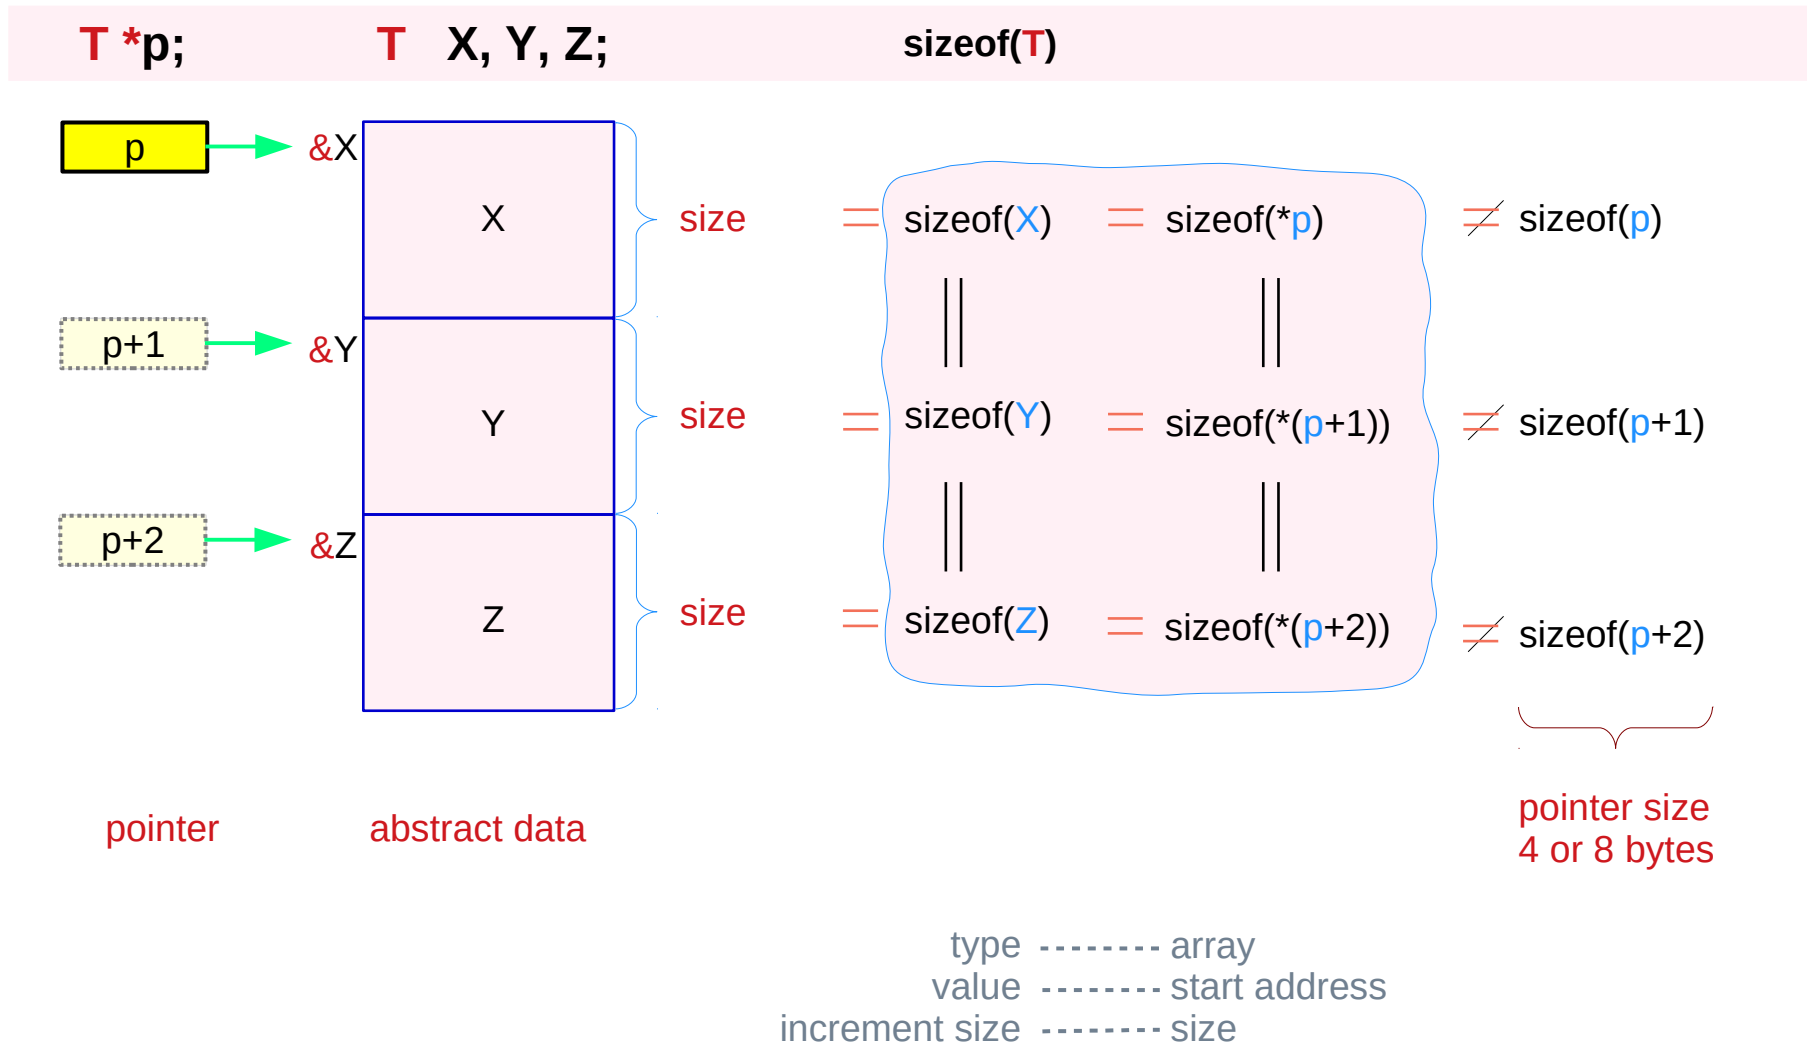 T *p; T X, Y, Z; sizeof(T)
p &X
X size = sizeof(X) = sizeof(*p) ≠ sizeof(p)
||  ||
p+1 &Y
Y size = sizeof(Y) = sizeof(*(p+1)) ≠ sizeof(p+1)
||  ||
p+2 &Z
Z size = sizeof(Z) = sizeof(*(p+2)) ≠ sizeof(p+2)
pointer abstract data
pointer size
4 or 8 bytes
type -------- array
value -------- start address
increment size -------- size